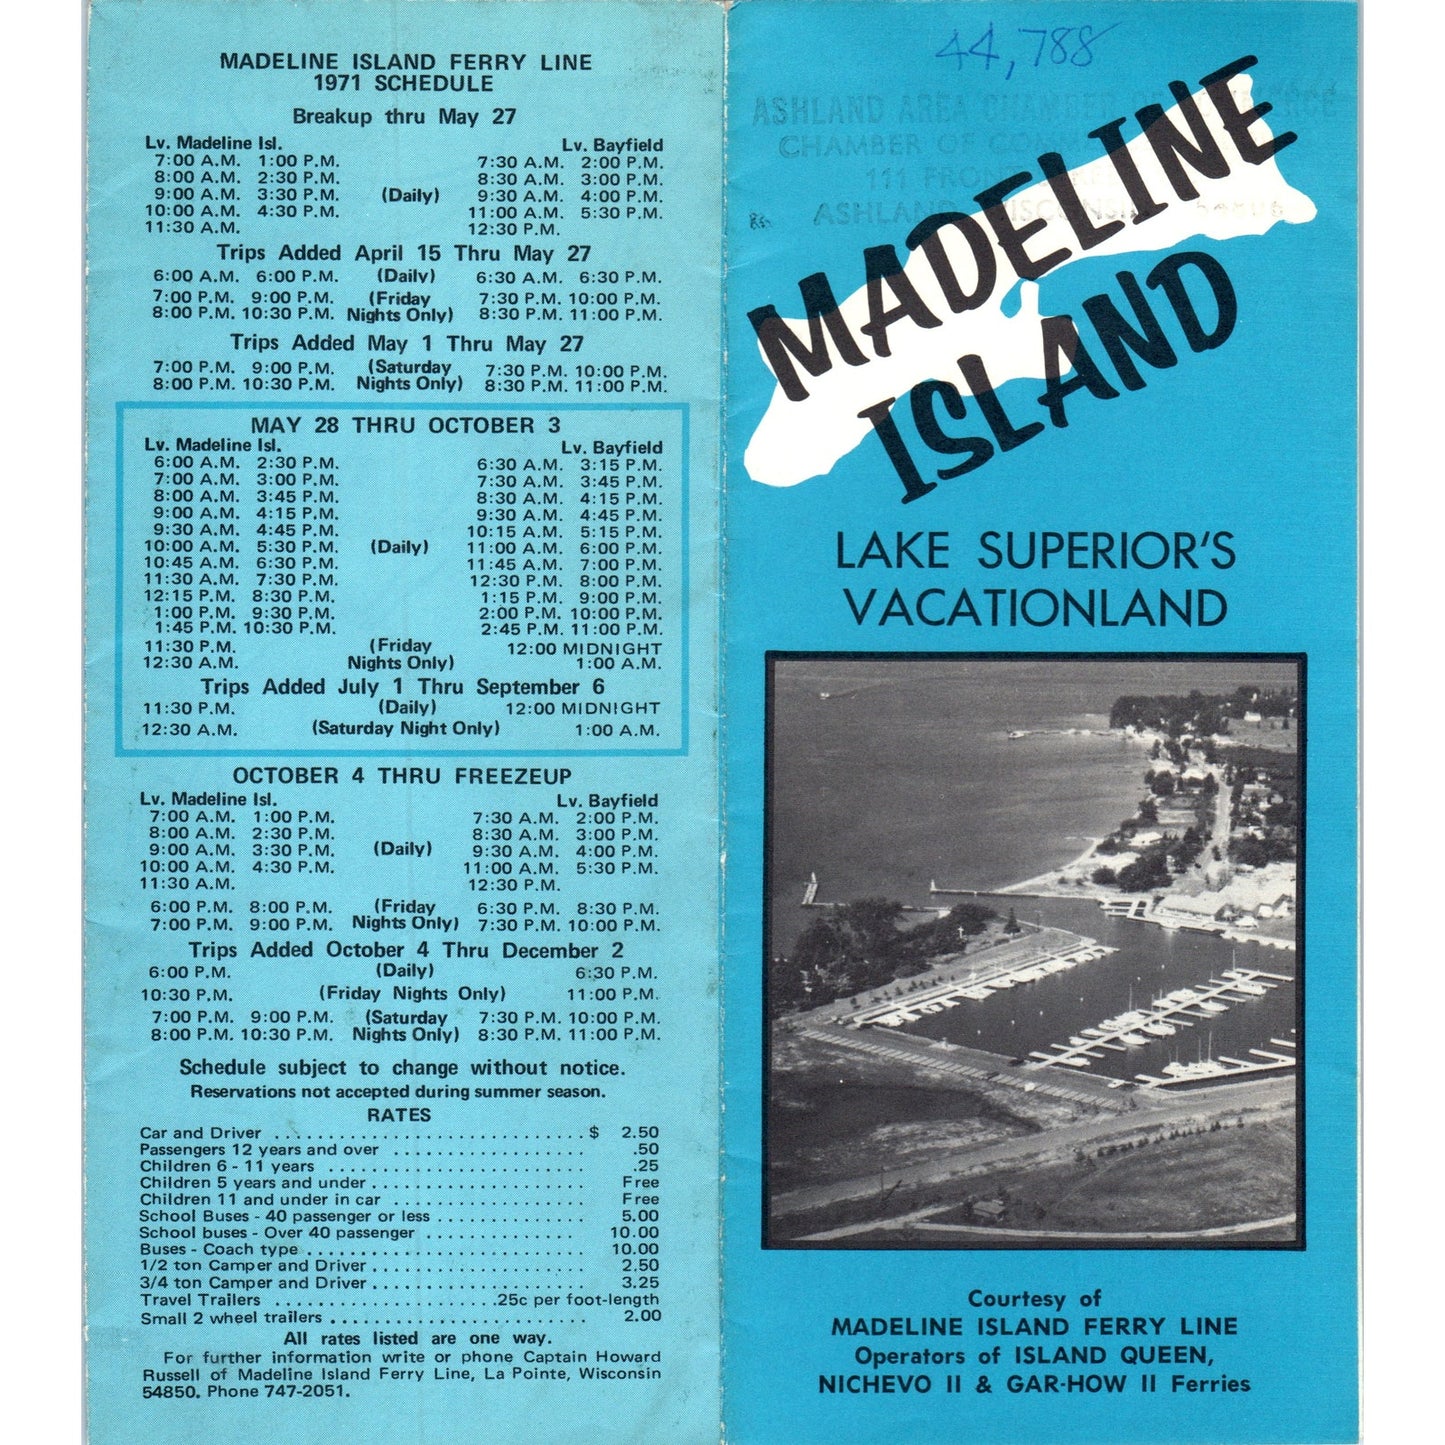 MADELINE ISLAND FERRY LINE
1971 SCHEDULE
Breakup thru May 27
Lv. Madeline Isl. Lv. Bayfield
7:00 A.M. 1:00 P.M. 7:30 A.M. 2:00 P.M.
8:00 A.M. 2:30 P.M. 8:30 A.M. 3:00 P.M.
9:00 A.M. 3:30 P.M. (Daily) 9:30 A.M. 4:00 P.M.
10:00 A.M. 4:30 P.M. 11:00 A.M. 5:30 P.M.
11:30 A.M. 12:30 P.M.
Trips Added April 15 Thru May 27
6:00 A.M. 6:00 P.M. (Daily) 6:30 A.M. 6:30 P.M.
7:00 P.M. 9:00 P.M. (Friday 7:30 P.M. 10:00 P.M.
8:00 P.M. 10:30 P.M. Nights Only) 8:30 P.M. 11:00 P.M.
Trips Added May 1 Thru May 27
7:00 P.M. 9:00 P.M. (Saturday 7:30 P.M. 10:00 P.M.
8:00 P.M. 10:30 P.M. Nights Only) 8:30 P.M. 11:00 P.M.
MAY 28 THRU OCTOBER 3
Lv. Madeline Isl. Lv. Bayfield
6:00 A.M. 2:30 P.M. 6:30 A.M. 3:15 P.M.
7:00 A.M. 3:00 P.M. 7:30 A.M. 3:45 P.M.
8:00 A.M. 3:45 P.M. 8:30 A.M. 4:15 P.M.
9:00 A.M. 4:15 P.M. 9:30 A.M. 4:45 P.M.
9:30 A.M. 4:45 P.M. 10:15 A.M. 5:15 P.M.
10:00 A.M. 5:30 P.M. (Daily) 11:00 A.M. 6:00 P.M.
10:45 A.M. 6:30 P.M. 11:45 A.M. 7:00 P.M.
11:30 A.M. 7:30 P.M. 12:30 P.M. 8:00 P.M.
12:15 P.M. 8:30 P.M. 1:15 P.M. 9:00 P.M.
1:00 P.M. 9:30 P.M. 2:00 P.M. 10:00 P.M.
1:45 P.M. 10:30 P.M. 2:45 P.M. 11:00 P.M.
11:30 P.M. (Friday 12:00 MIDNIGHT
12:30 A.M. Nights Only) 1:00 A.M.
Trips Added July 1 Thru September 6
11:30 P.M. (Daily) 12:00 MIDNIGHT
12:30 A.M. (Saturday Night Only) 1:00 A.M.
OCTOBER 4 THRU FREEZEUP
Lv. Madeline Isl. Lv. Bayfield
7:00 A.M. 1:00 P.M. 7:30 A.M. 2:00 P.M.
8:00 A.M. 2:30 P.M. 8:30 A.M. 3:00 P.M.
9:00 A.M. 3:30 P.M. (Daily) 9:30 A.M. 4:00 P.M.
10:00 A.M. 4:30 P.M. 11:00 A.M. 5:30 P.M.
11:30 A.M. 12:30 P.M.
6:00 P.M. 8:00 P.M. (Friday 6:30 P.M. 8:30 P.M.
7:00 P.M. 9:00 P.M. Nights Only) 7:30 P.M. 10:00 P.M.
Trips Added October 4 Thru December 2
6:00 P.M. (Daily) 6:30 P.M.
10:30 P.M. (Friday Nights Only) 11:00 P.M.
7:00 P.M. 9:00 P.M. (Saturday 7:30 P.M. 10:00 P.M.
8:00 P.M. 10:30 P.M. Nights Only) 8:30 P.M. 11:00 P.M.
Schedule subject to change without notice.
Reservations not accepted during summer season.
RATES
Car and Driver ............................. $ 2.50
Passengers 12 years and over .................. .50
Children 6 - 11 years ........................ .25
Children 5 years and under ..................... Free
Children 11 and under in car .................. Free
School Buses - 40 passenger or less .............. 5.00
School buses - Over 40 passenger ............... 10.00
Buses - Coach type .......................... 10.00
1/2 ton Camper and Driver .................... 2.50
3/4 ton Camper and Driver .................... 3.25
Travel Trailers .....................25c per foot-length
Small 2 wheel trailers ........................ 2.00
All rates listed are one way.
For further information write or phone Captain Howard
Russell of Madeline Island Ferry Line, La Pointe, Wisconsin
54850. Phone 747-2051.
44,788
ASHLAND AREA CHAMBER OF COMMERCE
CHAMBER OF
111 FRONT
ASHLAND, WISCONSIN
MADELINE
ISLAND
LAKE SUPERIOR'S
VACATIONLAND
Courtesy of
MADELINE ISLAND FERRY LINE
Operators of ISLAND QUEEN,
NICHEVO II & GAR-HOW II Ferries